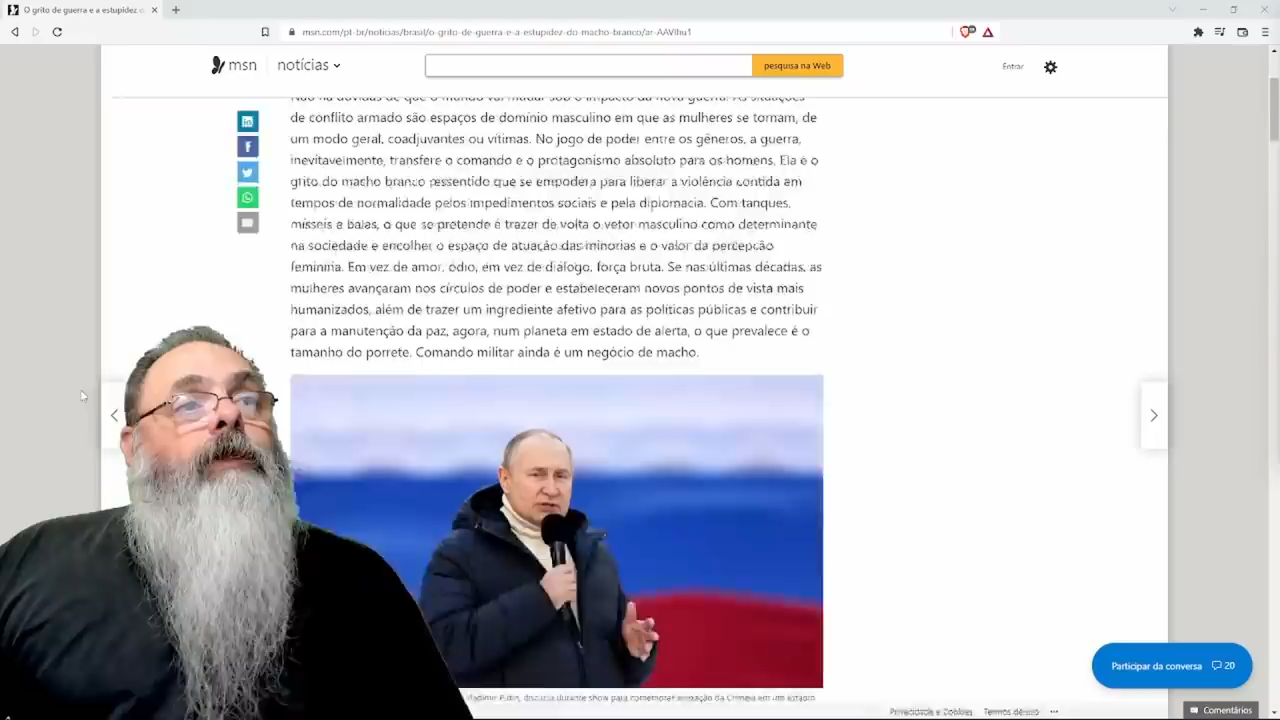 O grito de guerra e a estupidez d
msn.com/pt-br/noticias/brasil/o-grito-de-guerra-e-a-estupidez-do-macho-branco/ar-AAVlhu1
msn
notícias
pesquisa na Web
Entrar
Não há dúvidas de que o mundo vai mudar sob o impacto da nova guerra. As situações
de conflito armado são espaços de domínio masculino em que as mulheres se tornam, de
um modo geral, coadjuvantes ou vítimas. No jogo de poder entre os gêneros, a guerra,
inevitavelmente, transfere o comando e o protagonismo absoluto para os homens. Ela é o
grito do macho branco essentido que se empodera para liberar a violência contida em
tempos de normalidade pelos impedimentos sociais e pela diplomacia. Com tanques,
mísseis e balas, o que se pretende é trazer de volta o vetor masculino como determinante
na sociedade e encolher o espaço de atuação das minorias e o valor da percepção
feminina. Em vez de amor, ódio, em vez de diálogo, força bruta. Se nas últimas décadas, as
mulheres avançaram nos círculos de poder e estabeleceram novos pontos de vista mais
humanizados, além de trazer um ingrediente afetivo para as políticas públicas e contribuir
para a manutenção da paz, agora, num planeta em estado de alerta, o que prevalece é o
tamanho do porrete. Comando militar ainda é um negócio de macho.
Participar da conversa 20
Vladimir Putin, discursa durante show para comemorar anexação da Crimeia em um estádio
Privacidade e Cookies Termos de uso ...
Comentários